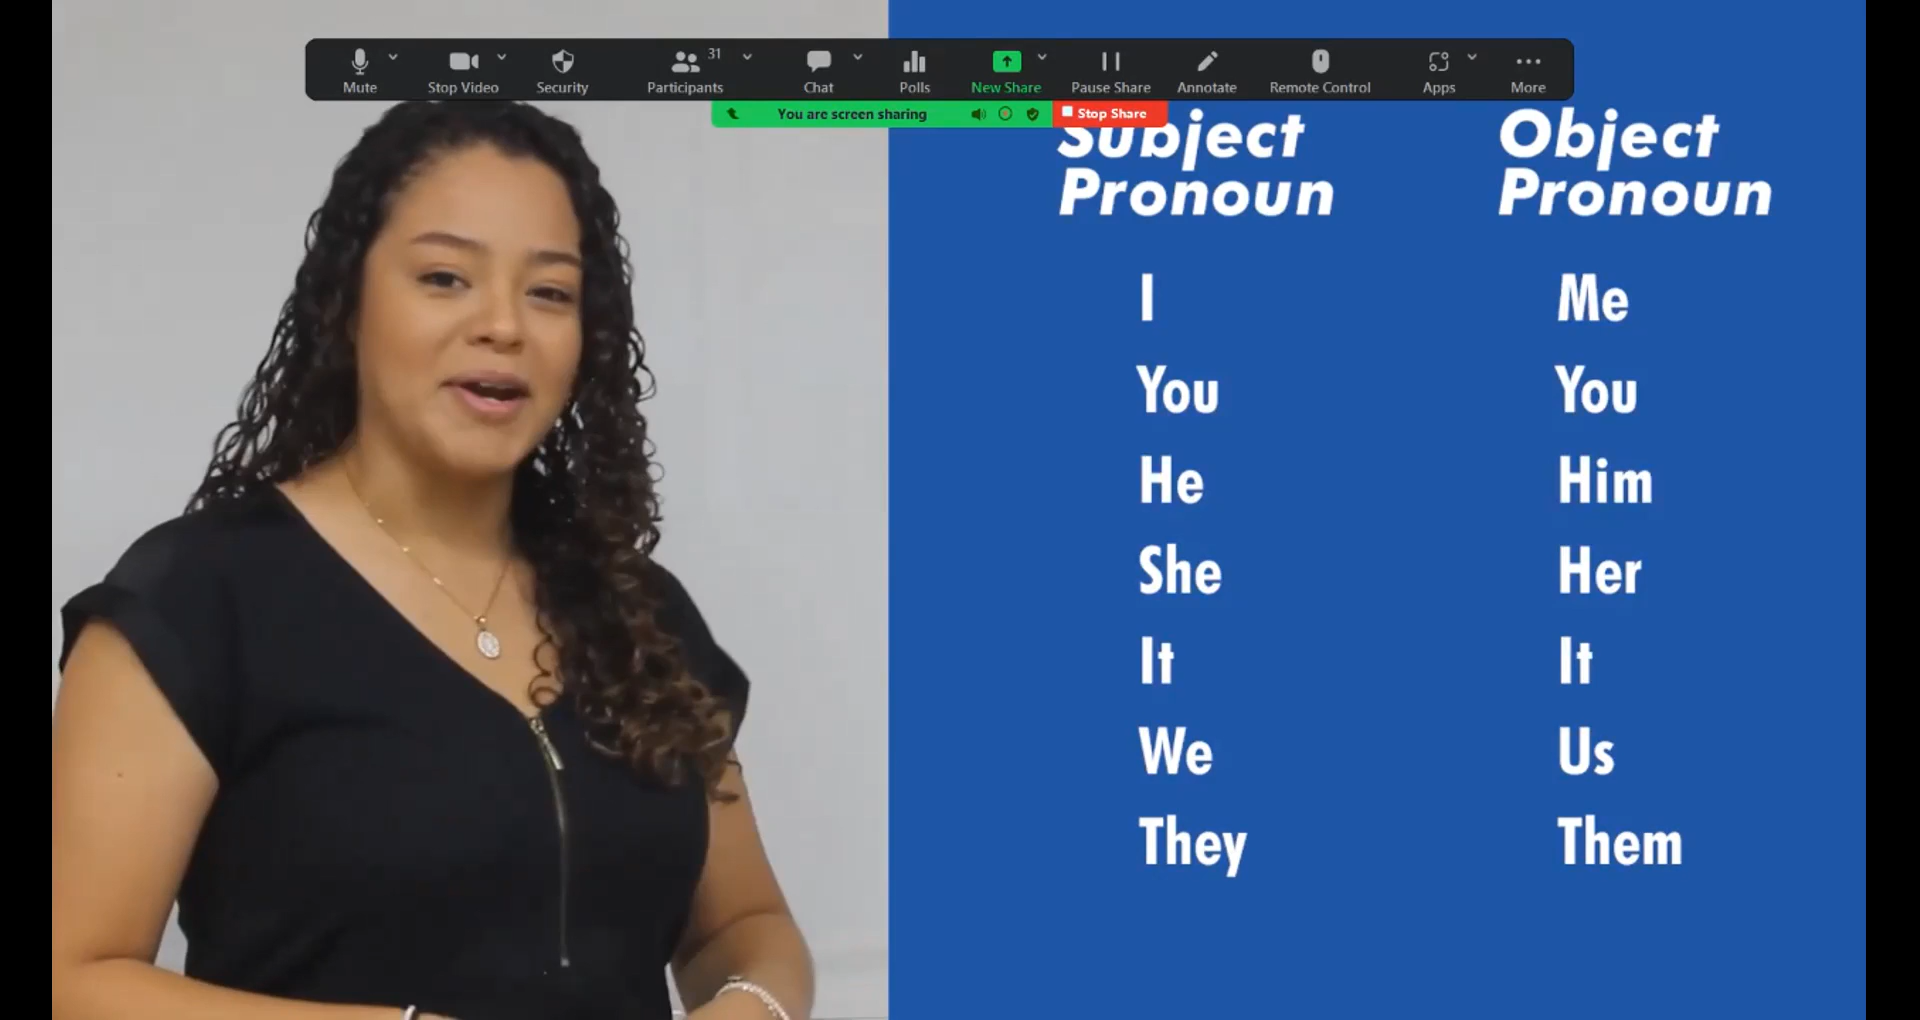 31
Mute Stop Video Security Participants Chat Polls New Share Pause Share Annotate Remote Control Apps More
You are screen sharing Stop Share
Subject Object
Pronoun Pronoun
I Me
You You
He Him
She Her
It It
We Us
They Them